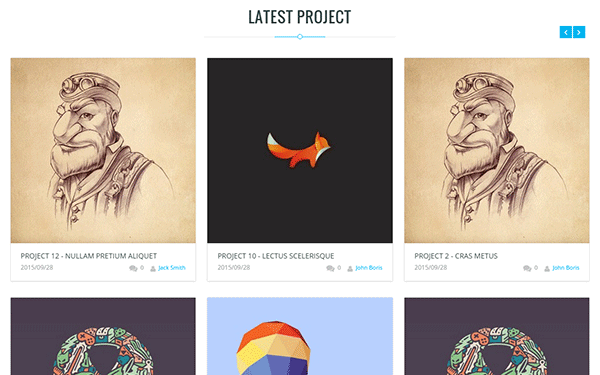 LATEST PROJECT
PROJECT 12 - NULLAM PRETIUM ALIQUET
2015/09/28 0 Jack Smith
PROJECT 10 - LECTUS SCELERISQUE
2015/09/28 0 John Boris
PROJECT 2 - CRAS METUS
2015/09/28 0 John Boris